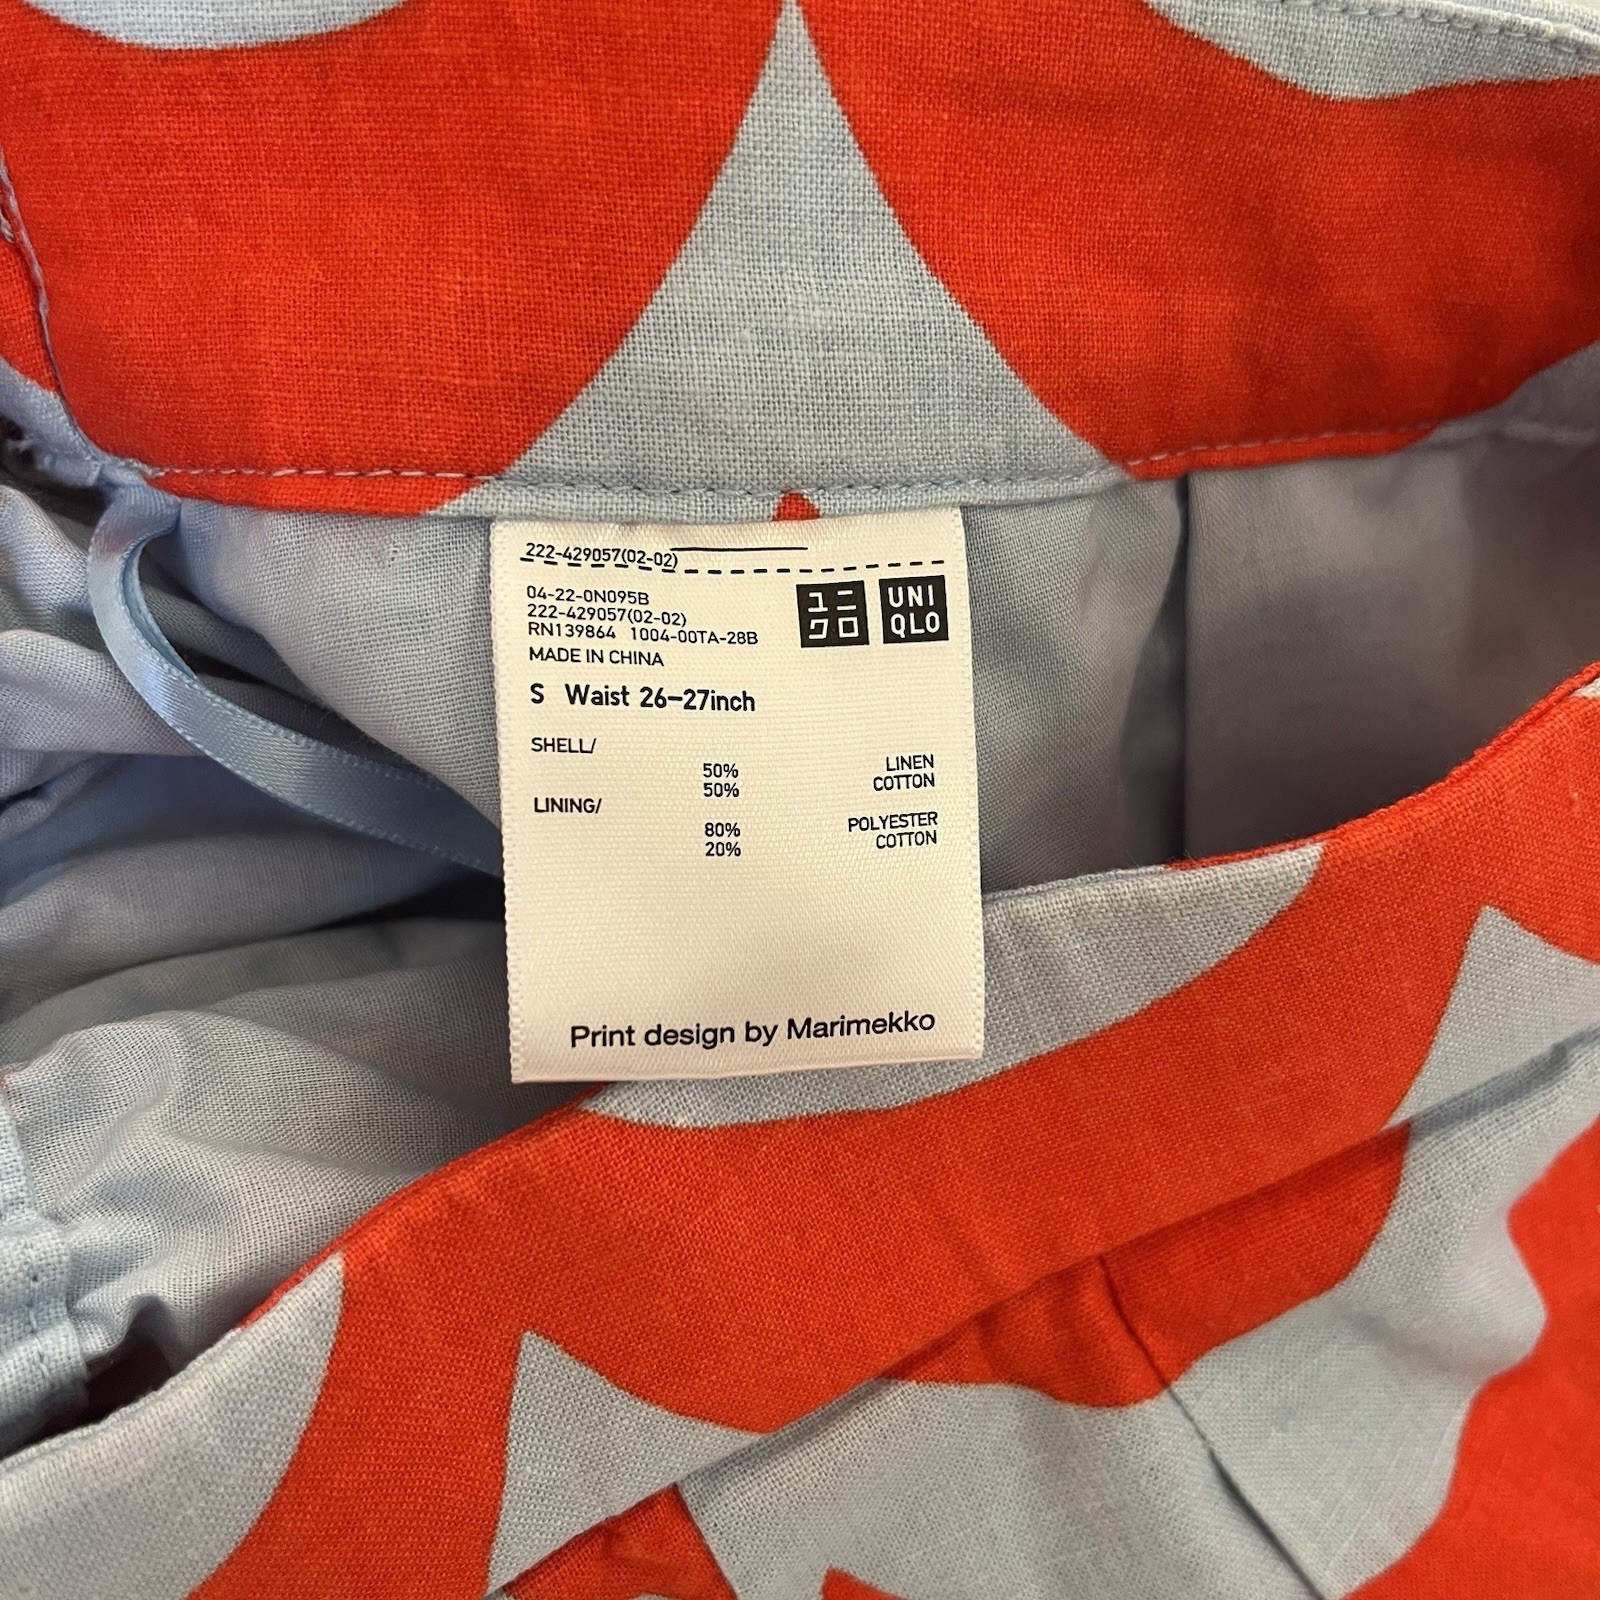 222-429057(02-02)
04-22-0N095B
222-429057(02-02)
RN139864 1004-00TA-28B
MADE IN CHINA
ユニ
クロ
UNI
QLO
S Waist 26-27inch
SHELL/
50% LINEN
50% COTTON
LINING/
80% POLYESTER
20% COTTON
Print design by Marimekko